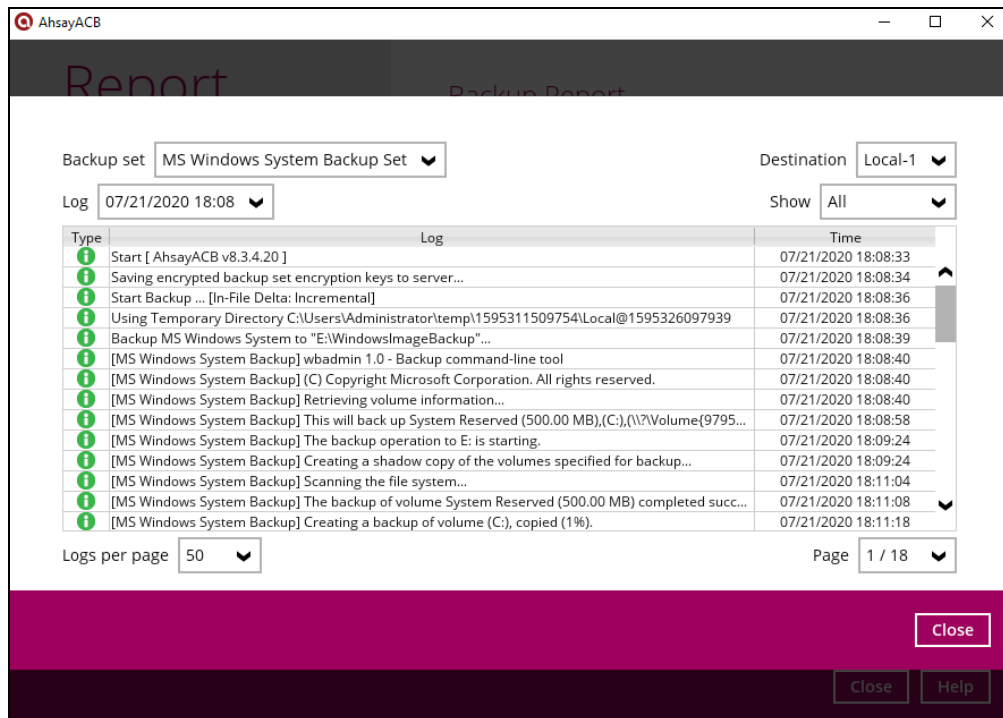 AhsayACB
Report
Backup Report
Backup set MS Windows System Backup Set Destination Local-1
Log 07/21/2020 18:08 Show All
Type Log Time
Start [ AhsayACB v8.3.4.20 ] 07/21/2020 18:08:33
Saving encrypted backup set encryption keys to server... 07/21/2020 18:08:34
Start Backup ... [In-File Delta: Incremental] 07/21/2020 18:08:36
Using Temporary Directory C:\Users\Administrator\temp\1595311509754\Local@1595326097939 07/21/2020 18:08:36
Backup MS Windows System to "E:\WindowsImageBackup"... 07/21/2020 18:08:39
[MS Windows System Backup] wbadmin 1.0 - Backup command-line tool 07/21/2020 18:08:40
[MS Windows System Backup] (C) Copyright Microsoft Corporation. All rights reserved. 07/21/2020 18:08:40
[MS Windows System Backup] Retrieving volume information... 07/21/2020 18:08:40
[MS Windows System Backup] This will back up System Reserved (500.00 MB),(C:),(\\?\Volume{9795... 07/21/2020 18:08:58
[MS Windows System Backup] The backup operation to E: is starting. 07/21/2020 18:09:24
[MS Windows System Backup] Creating a shadow copy of the volumes specified for backup... 07/21/2020 18:09:24
[MS Windows System Backup] Scanning the file system... 07/21/2020 18:11:04
[MS Windows System Backup] The backup of volume System Reserved (500.00 MB) completed succ... 07/21/2020 18:11:08
[MS Windows System Backup] Creating a backup of volume (C:), copied (1%). 07/21/2020 18:11:18
Logs per page 50 Page 1 / 18
Close
Close Help